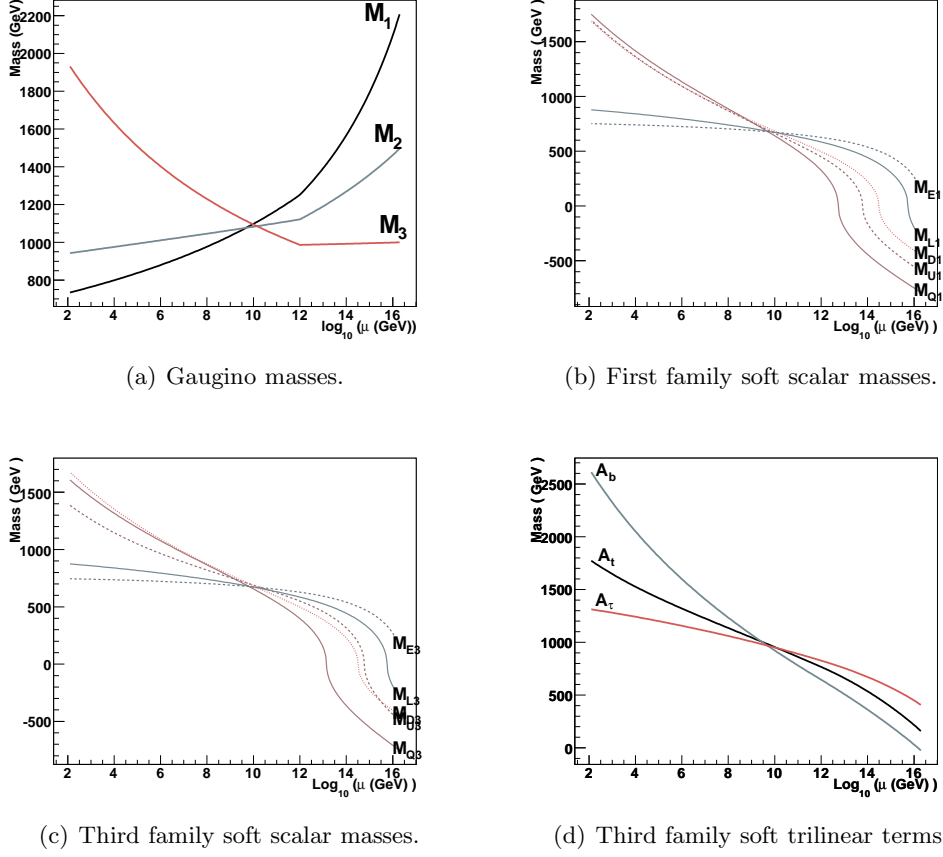 Mass (GeV)
2200
2000
1800
1600
1400
1200
1000
800
M1
M2
M3
2 4 6 8 10 12 14 16
log10 (μ (GeV))
(a) Gaugino masses.
Mass ( GeV )
1500
1000
500
0
-500
ME1
ML1
MD1
MU1
MQ1
2 4 6 8 10 12 14 16
Log10 (μ (GeV) )
(b) First family soft scalar masses.
Mass ( GeV )
1500
1000
500
0
-500
ME3
ML3
MD3
MU3
MQ3
2 4 6 8 10 12 14 16
Log10 (μ (GeV) )
(c) Third family soft scalar masses.
Mass ( GeV )
2500
2000
1500
1000
500
0
Ab
At
Aτ
2 4 6 8 10 12 14 16
Log10 (μ (GeV) )
(d) Third family soft trilinear terms